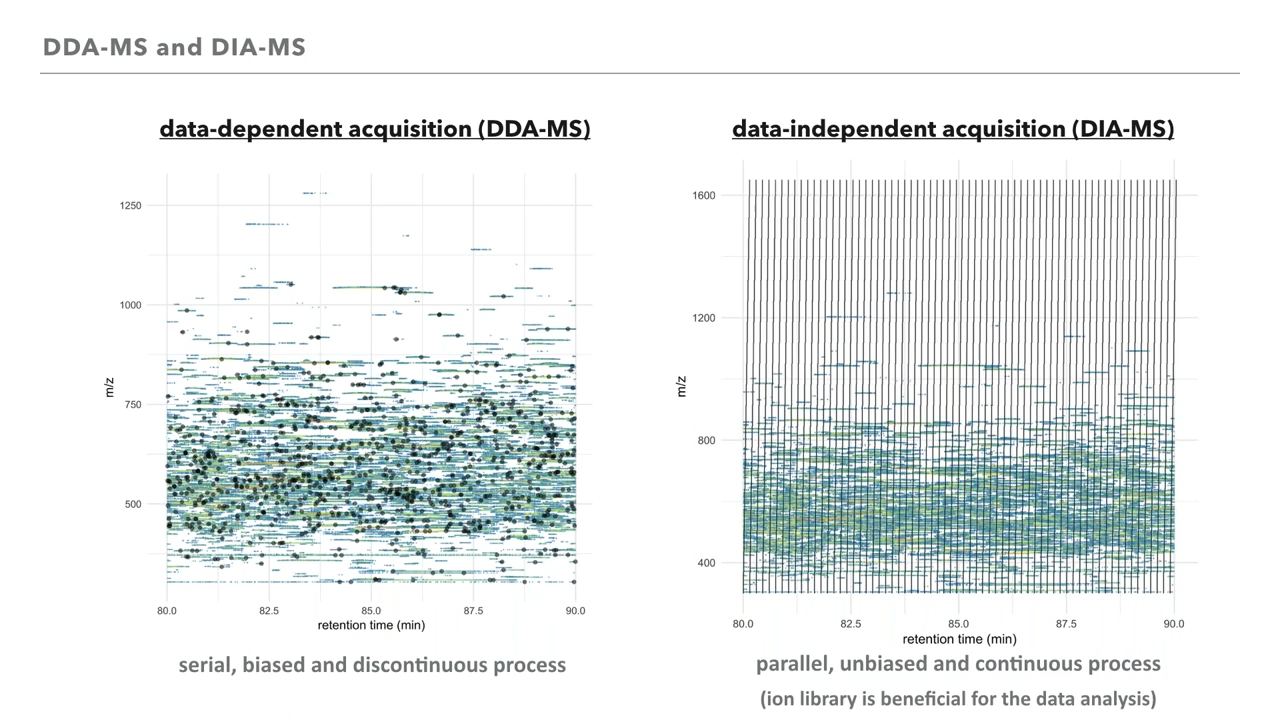 DDA-MS and DIA-MS
data-dependent acquisition (DDA-MS)
1250
1000
750
500
m/z
80.0 82.5 85.0 87.5 90.0
retention time (min)
serial, biased and discontinuous process
data-independent acquisition (DIA-MS)
1600
1200
800
400
m/z
80.0 82.5 85.0 87.5 90.0
retention time (min)
parallel, unbiased and continuous process
(ion library is beneficial for the data analysis)